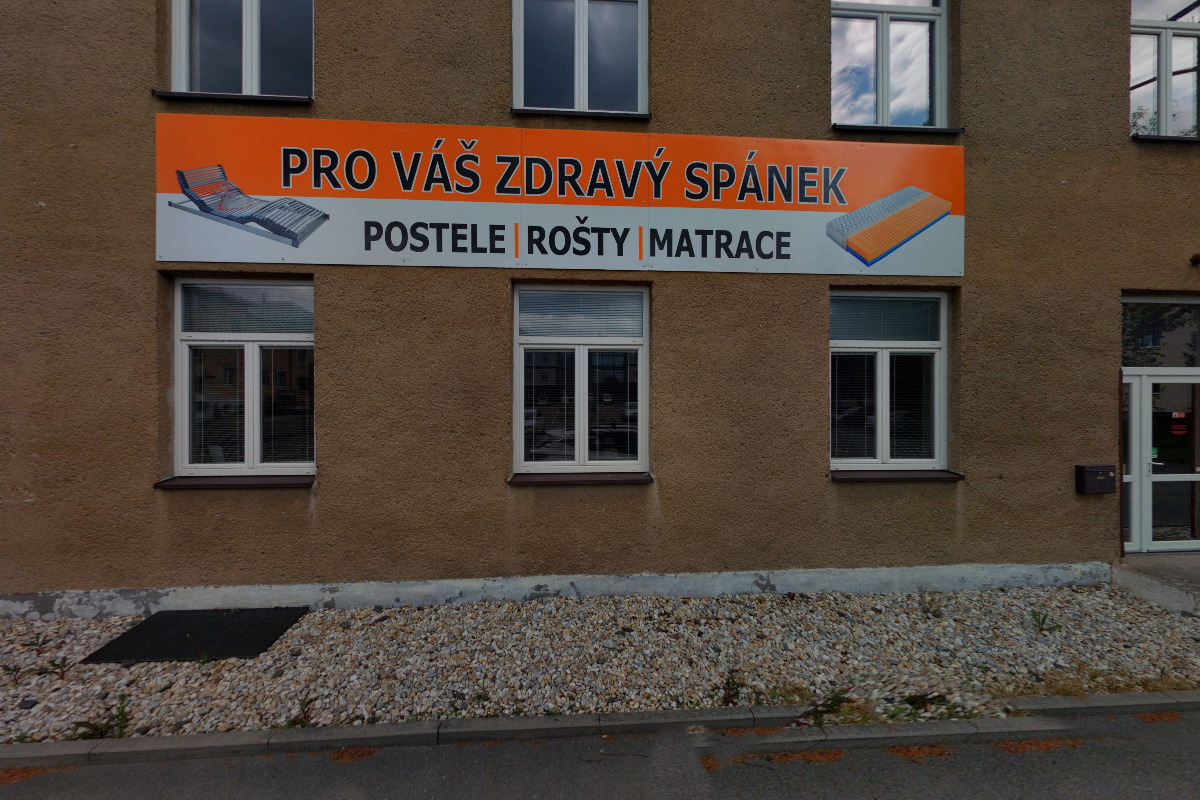 PRO VÁŠ ZDRAVÝ SPÁNEK
POSTELE | ROŠTY | MATRACE